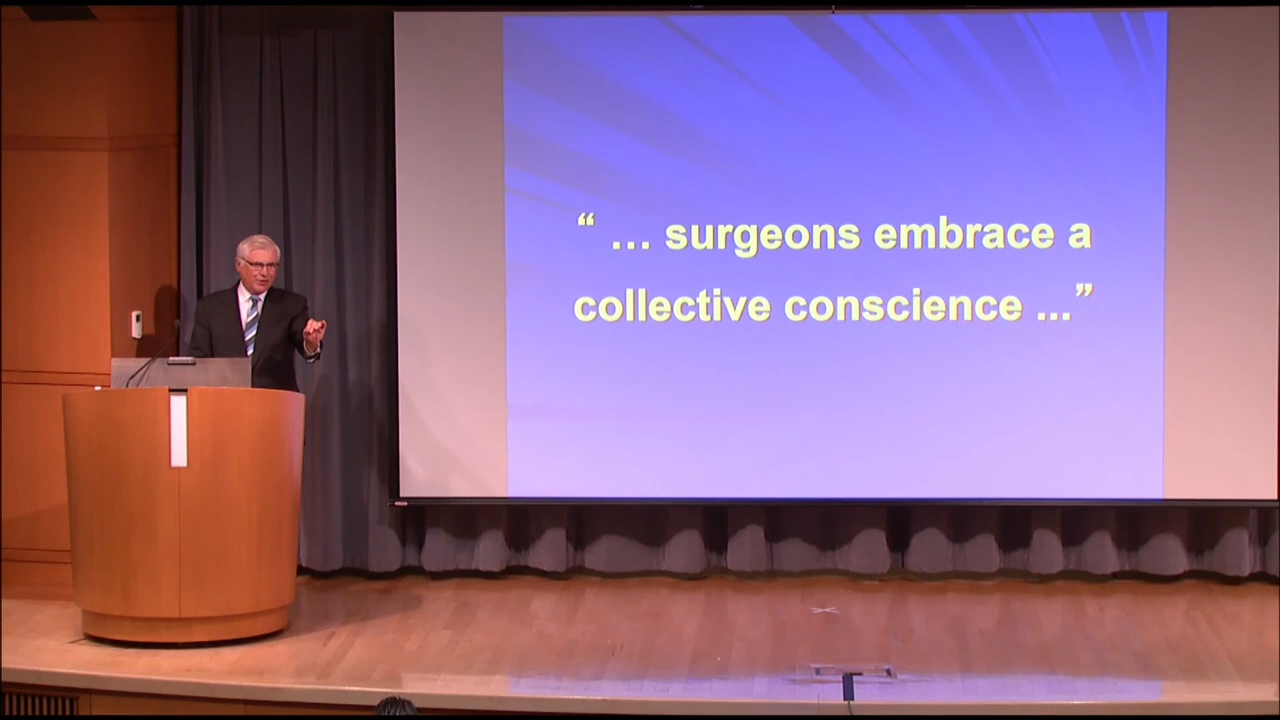 “ ... surgeons embrace a
collective conscience ...”